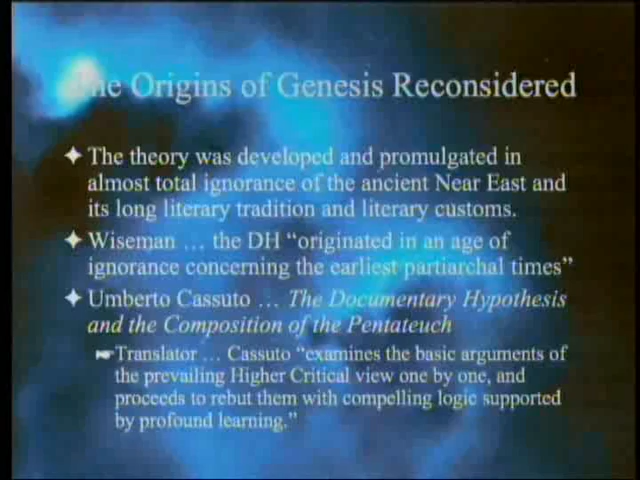 The Origins of Genesis Reconsidered
The theory was developed and promulgated in
almost total ignorance of the ancient Near East and
its long literary tradition and literary customs.
Wiseman … the DH “originated in an age of
ignorance concerning the earliest partiarchal times”
Umberto Cassuto … The Documentary Hypothesis
and the Composition of the Pentateuch
Translator … Cassuto “examines the basic arguments of
the prevailing Higher Critical view one by one, and
proceeds to rebut them with compelling logic supported
by profound learning.”